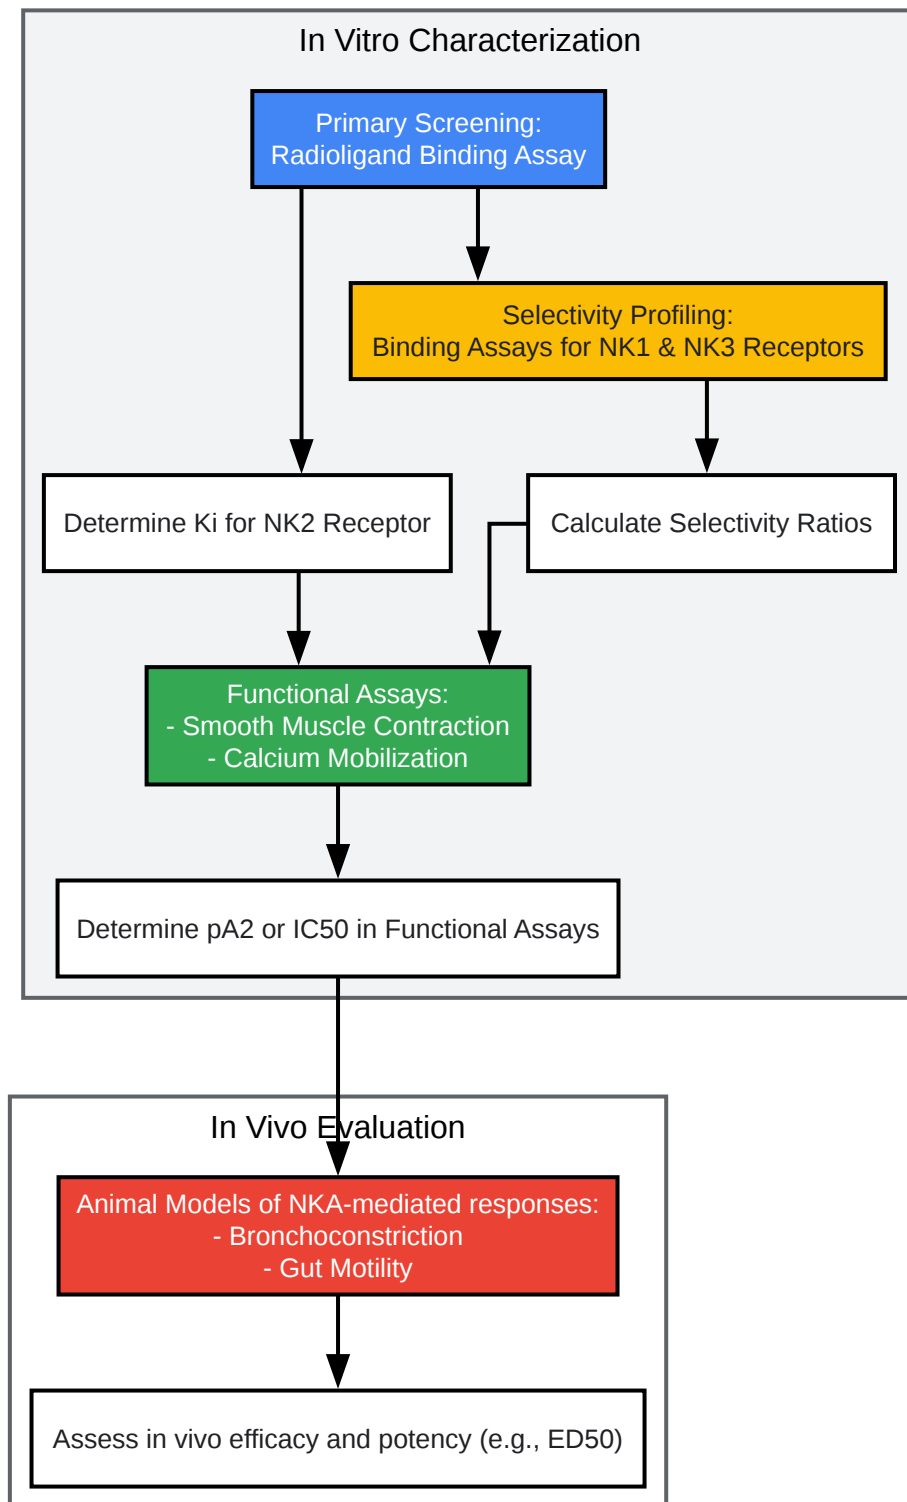 In Vitro Characterization
Primary Screening:
Radioligand Binding Assay
Selectivity Profiling:
Binding Assays for NK1 & NK3 Receptors
Determine Ki for NK2 Receptor
Calculate Selectivity Ratios
Functional Assays:
- Smooth Muscle Contraction
- Calcium Mobilization
Determine pA2 or IC50 in Functional Assays
In Vivo Evaluation
Animal Models of NKA-mediated responses:
- Bronchoconstriction
- Gut Motility
Assess in vivo efficacy and potency (e.g., ED50)